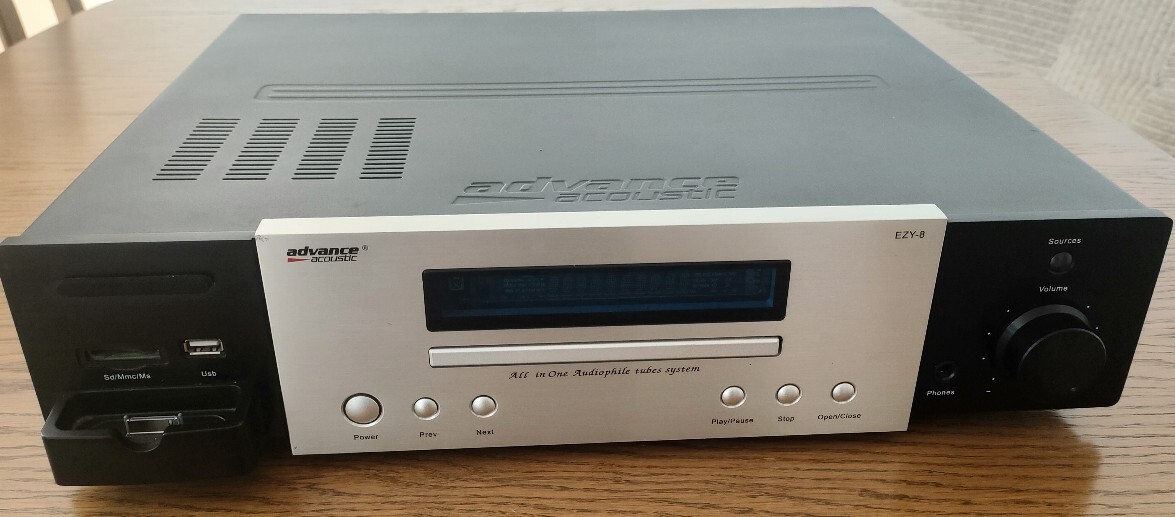 advance
acoustic
advance®
acoustic
EZY-8
Sources
Volume
Sd/Mmc/Ms
Usb
All in One Audiophile tubes system
Phones
Power
Prev
Next
Play/Pause
Stop
Open/Close